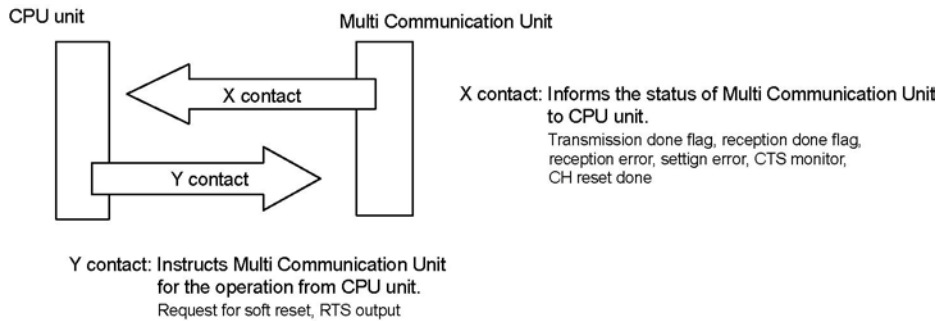 CPU unit
Multi Communication Unit
X contact
X contact: Informs the status of Multi Communication Unit
to CPU unit.
Transmission done flag, reception done flag,
reception error, settign error, CTS monitor,
CH reset done
Y contact
Y contact: Instructs Multi Communication Unit
for the operation from CPU unit.
Request for soft reset, RTS output